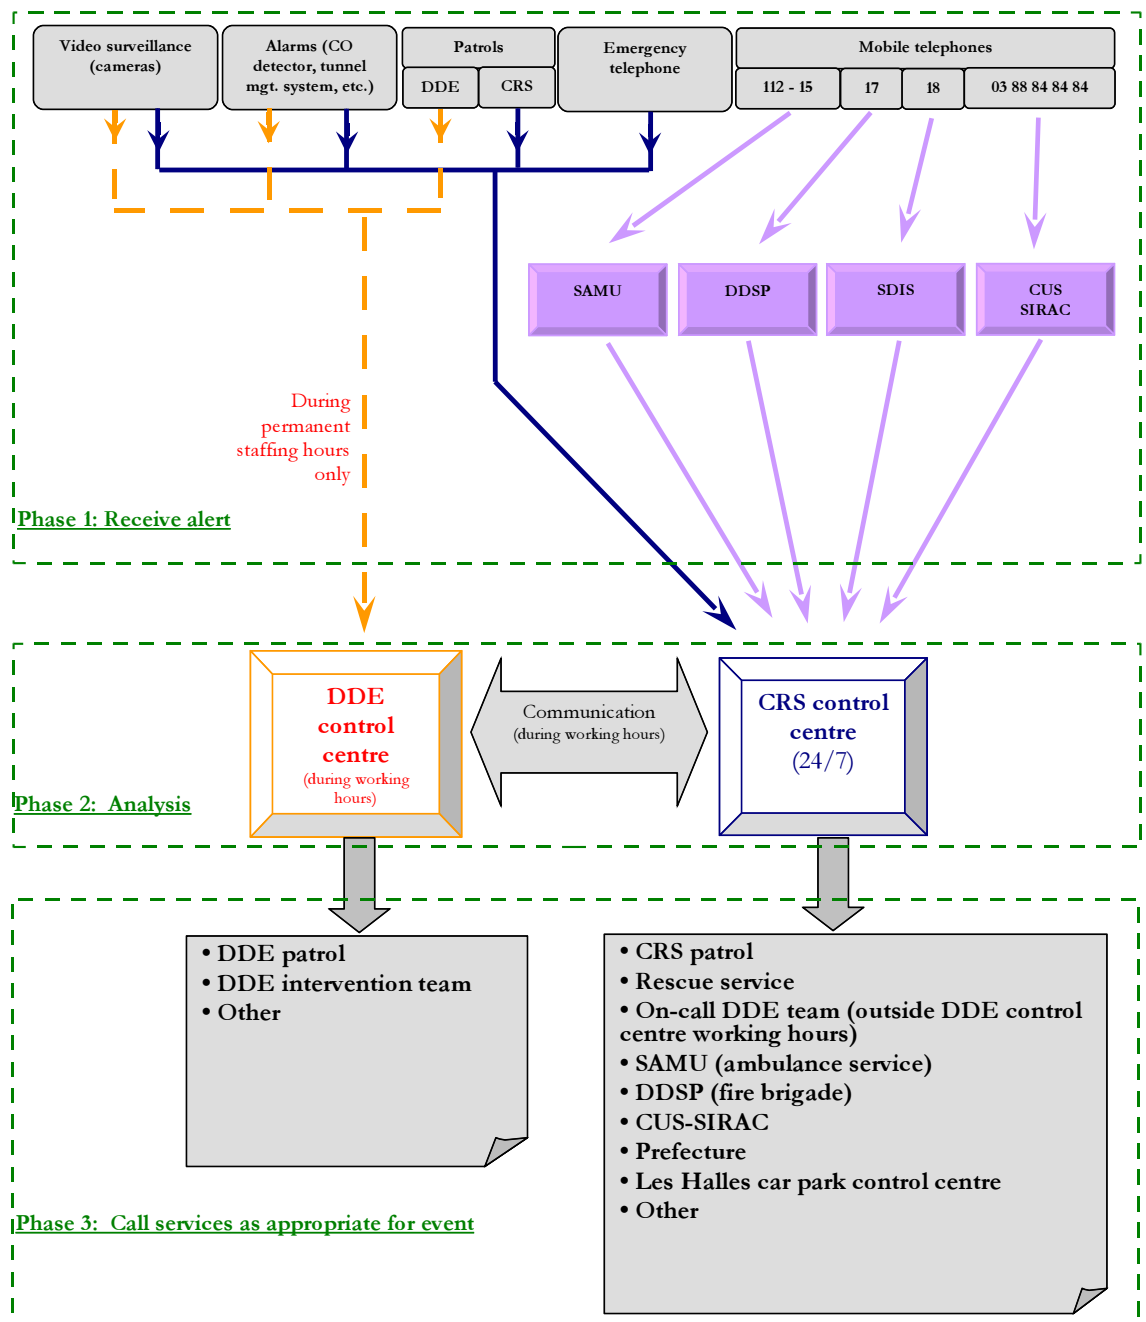 Video surveillance
(cameras)
Alarms (CO
detector, tunnel
mgt. system, etc.)
Patrols
DDE
CRS
Emergency
telephone
Mobile telephones
112 - 15
17
18
03 88 84 84 84
SAMU
DDSP
SDIS
CUS
SIRAC
During
permanent
staffing hours
only
Phase 1: Receive alert
DDE
control
centre
(during working
hours)
Communication
(during working hours)
CRS control
centre
(24/7)
Phase 2:  Analysis
• DDE patrol
• DDE intervention team
• Other
• CRS patrol
• Rescue service
• On-call DDE team (outside DDE control
centre working hours)
• SAMU (ambulance service)
• DDSP (fire brigade)
• CUS-SIRAC
• Prefecture
• Les Halles car park control centre
• Other
Phase 3:  Call services as appropriate for event